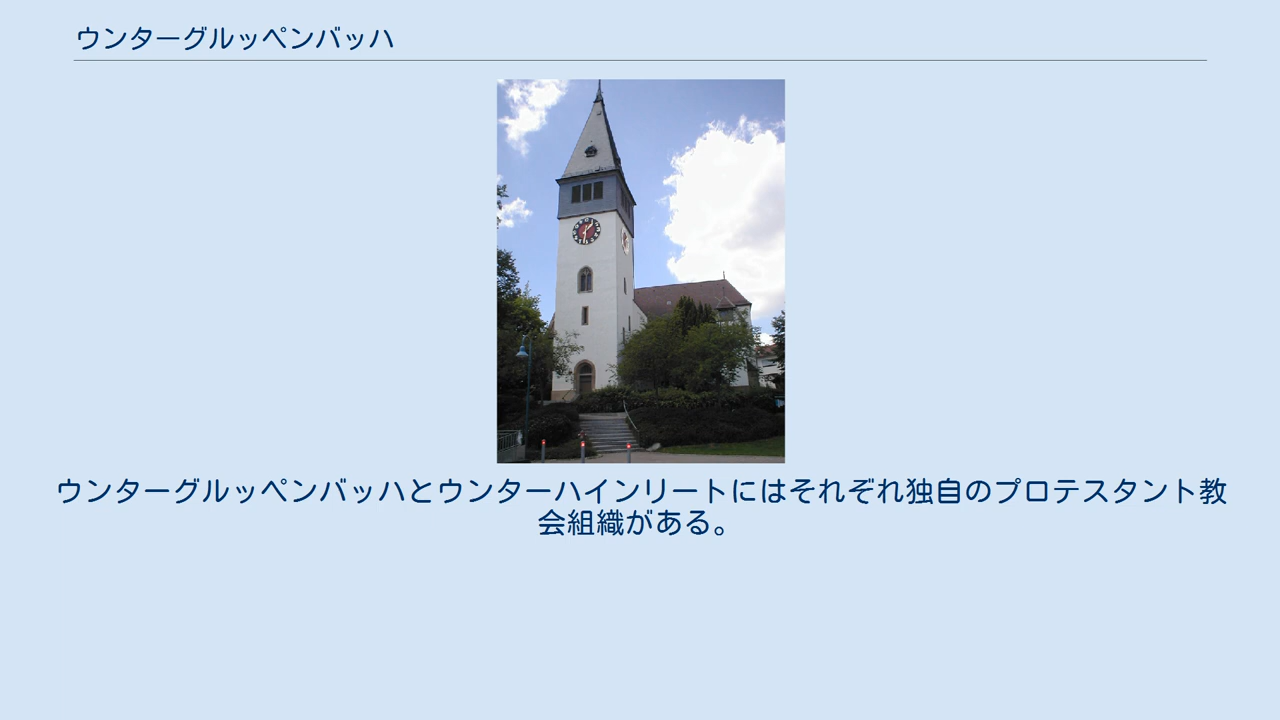 ウンターグルッペンバッハ
ウンターグルッペンバッハとウンターハインリートにはそれぞれ独自のプロテスタント教
会組織がある。